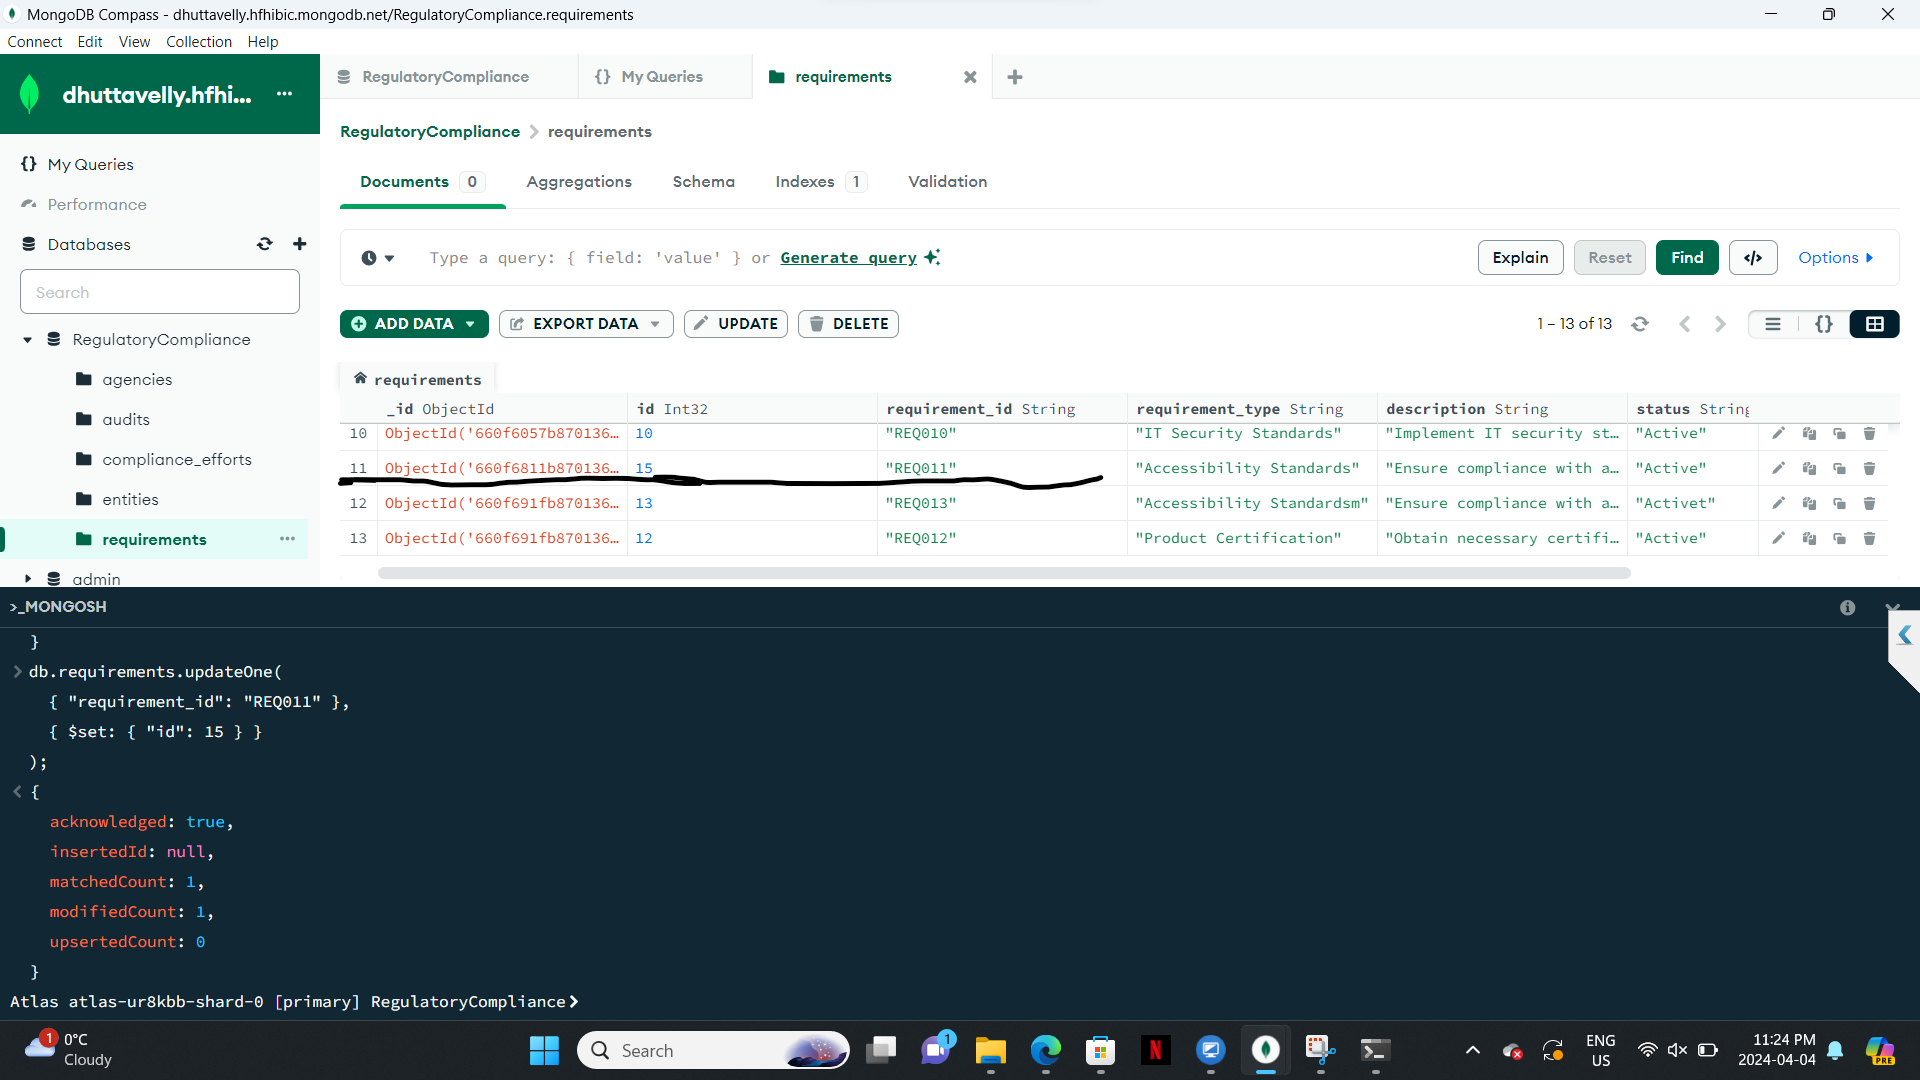 MongoDB Compass - dhuttavelly.hfhibic.mongodb.net/RegulatoryCompliance.requirements
Connect Edit View Collection Help
dhuttavelly.hfhi... ···
RegulatoryCompliance {} My Queries requirements
RegulatoryCompliance > requirements
{} My Queries
Performance
Databases
Search
RegulatoryCompliance
agencies
audits
compliance_efforts
entities
requirements ···
admin
Documents 0 Aggregations Schema Indexes 1 Validation
Type a query: { field: 'value' } or Generate query Explain Reset Find </> Options
ADD DATA EXPORT DATA UPDATE DELETE 1 – 13 of 13 {}
requirements
_id ObjectId id Int32 requirement_id String requirement_type String description String status String
10 ObjectId('660f6057b870136... 10 "REQ010" "IT Security Standards" "Implement IT security st... "Active"
11 ObjectId('660f6811b870136... 15 "REQ011" "Accessibility Standards" "Ensure compliance with a... "Active"
12 ObjectId('660f691fb870136... 13 "REQ013" "Accessibility Standardsm" "Ensure compliance with a... "Activet"
13 ObjectId('660f691fb870136... 12 "REQ012" "Product Certification" "Obtain necessary certifi... "Active"
>_MONGOSH
}
> db.requirements.updateOne(
{ "requirement_id": "REQ011" },
{ $set: { "id": 15 } }
);
< {
acknowledged: true,
insertedId: null,
matchedCount: 1,
modifiedCount: 1,
upsertedCount: 0
}
Atlas atlas-ur8kbb-shard-0 [primary] RegulatoryCompliance>
1 0°C
Cloudy
Search
1
N
ENG
US
11:24 PM
2024-04-04
PRE